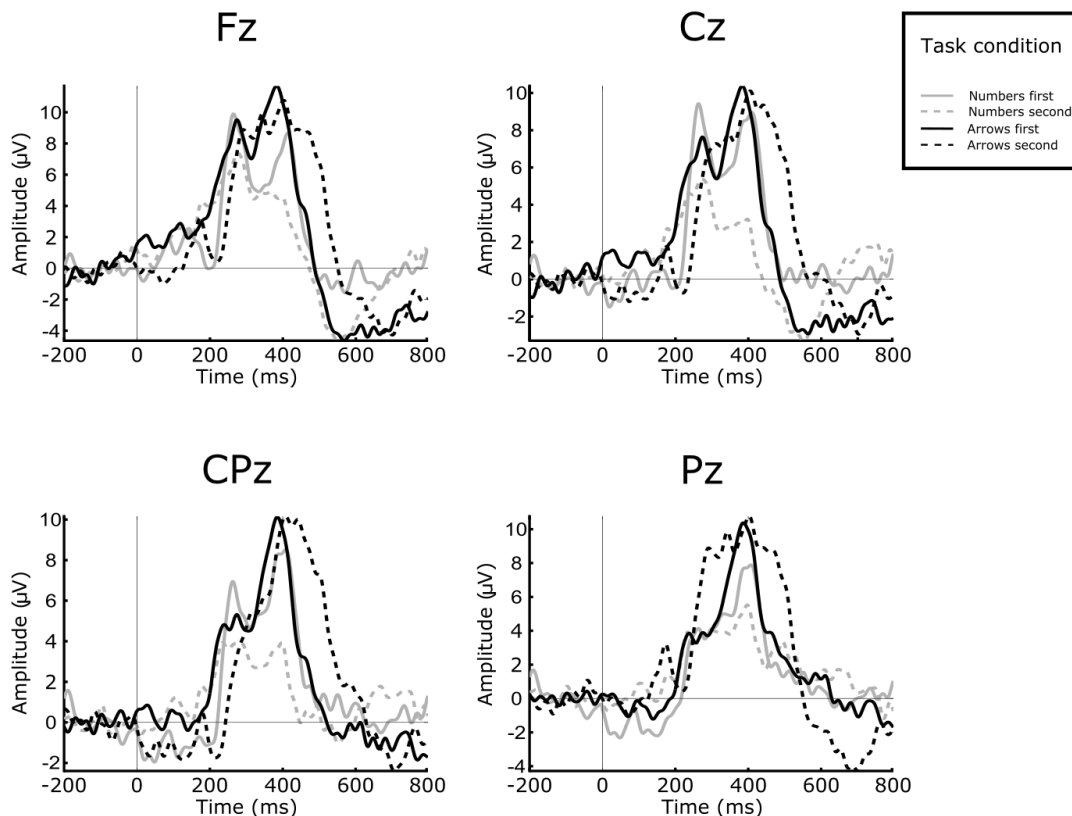 Fz
Cz
Task condition
Numbers first
Numbers second
Arrows first
Arrows second
Amplitude (µV)
10
8
6
4
2
0
-2
-4
-200 0 200 400 600 800
Time (ms)
Amplitude (µV)
10
8
6
4
2
0
-2
-200 0 200 400 600 800
Time (ms)
CPz
Pz
Amplitude (µV)
10
8
6
4
2
0
-2
-200 0 200 400 600 800
Time (ms)
Amplitude (µV)
10
8
6
4
2
0
-2
-4
-200 0 200 400 600 800
Time (ms)